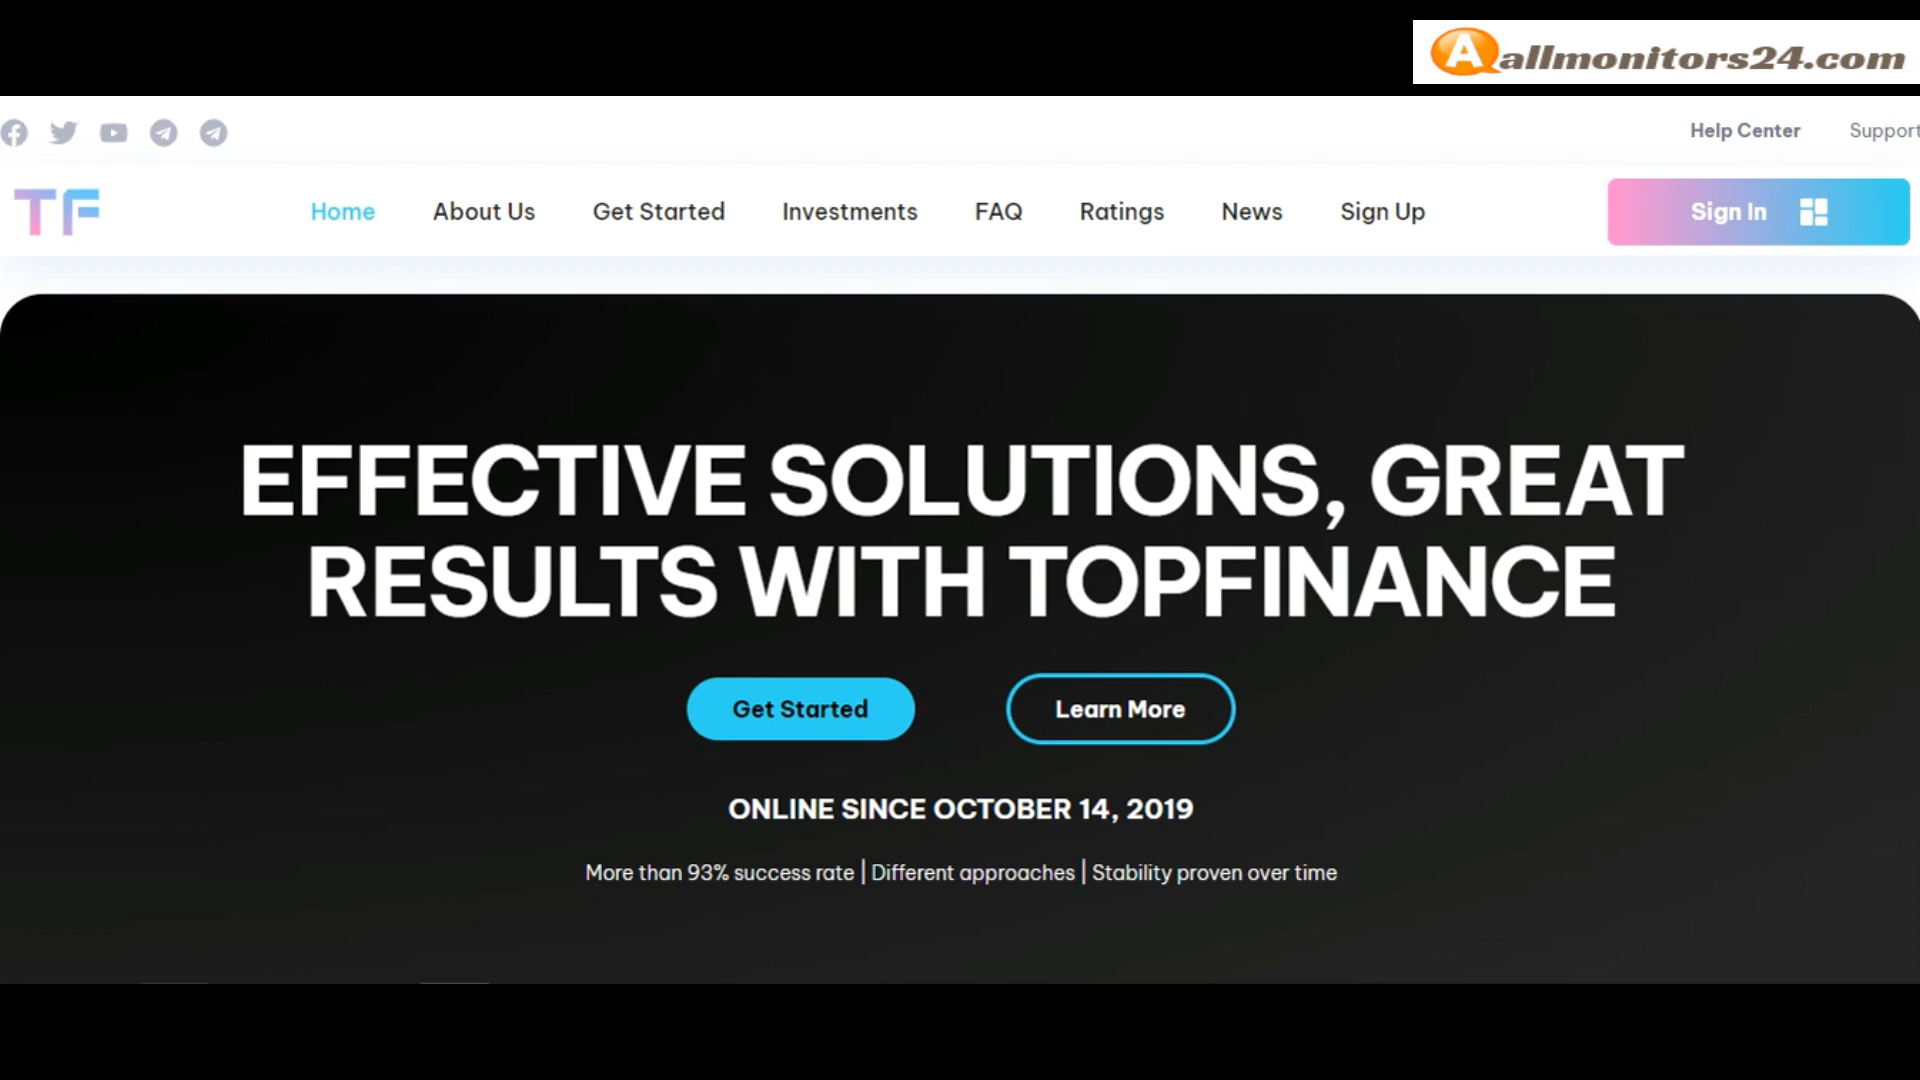 A allmonitors24.com
Help Center Support
TF Home About Us Get Started Investments FAQ Ratings News Sign Up Sign In
EFFECTIVE SOLUTIONS, GREAT
RESULTS WITH TOPFINANCE
Get Started Learn More
ONLINE SINCE OCTOBER 14, 2019
More than 93% success rate | Different approaches | Stability proven over time